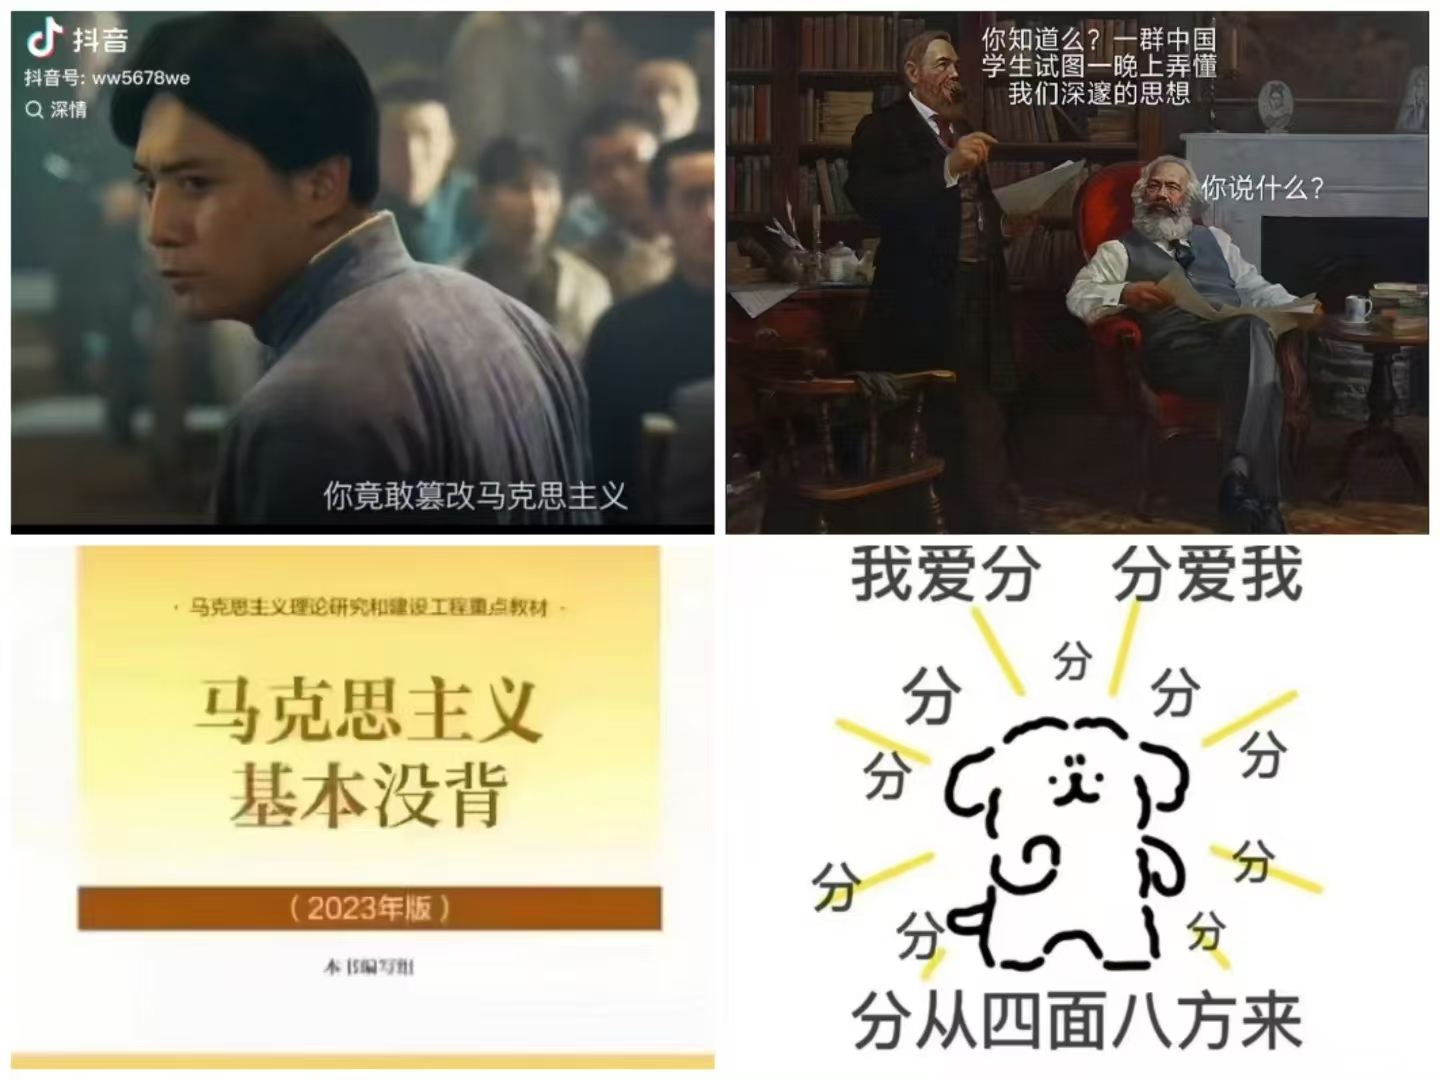 抖音
抖音号: ww5678we
深情
你竟敢篡改马克思主义
你知道么？一群中国
学生试图一晚上弄懂
我们深邃的思想
你说什么？
·马克思主义理论研究和建设工程重点教材·
马克思主义
基本没背
（2023年版）
本书编写组
我爱分 分爱我
分
分
分
分
分
分
分
分
分
分从四面八方来